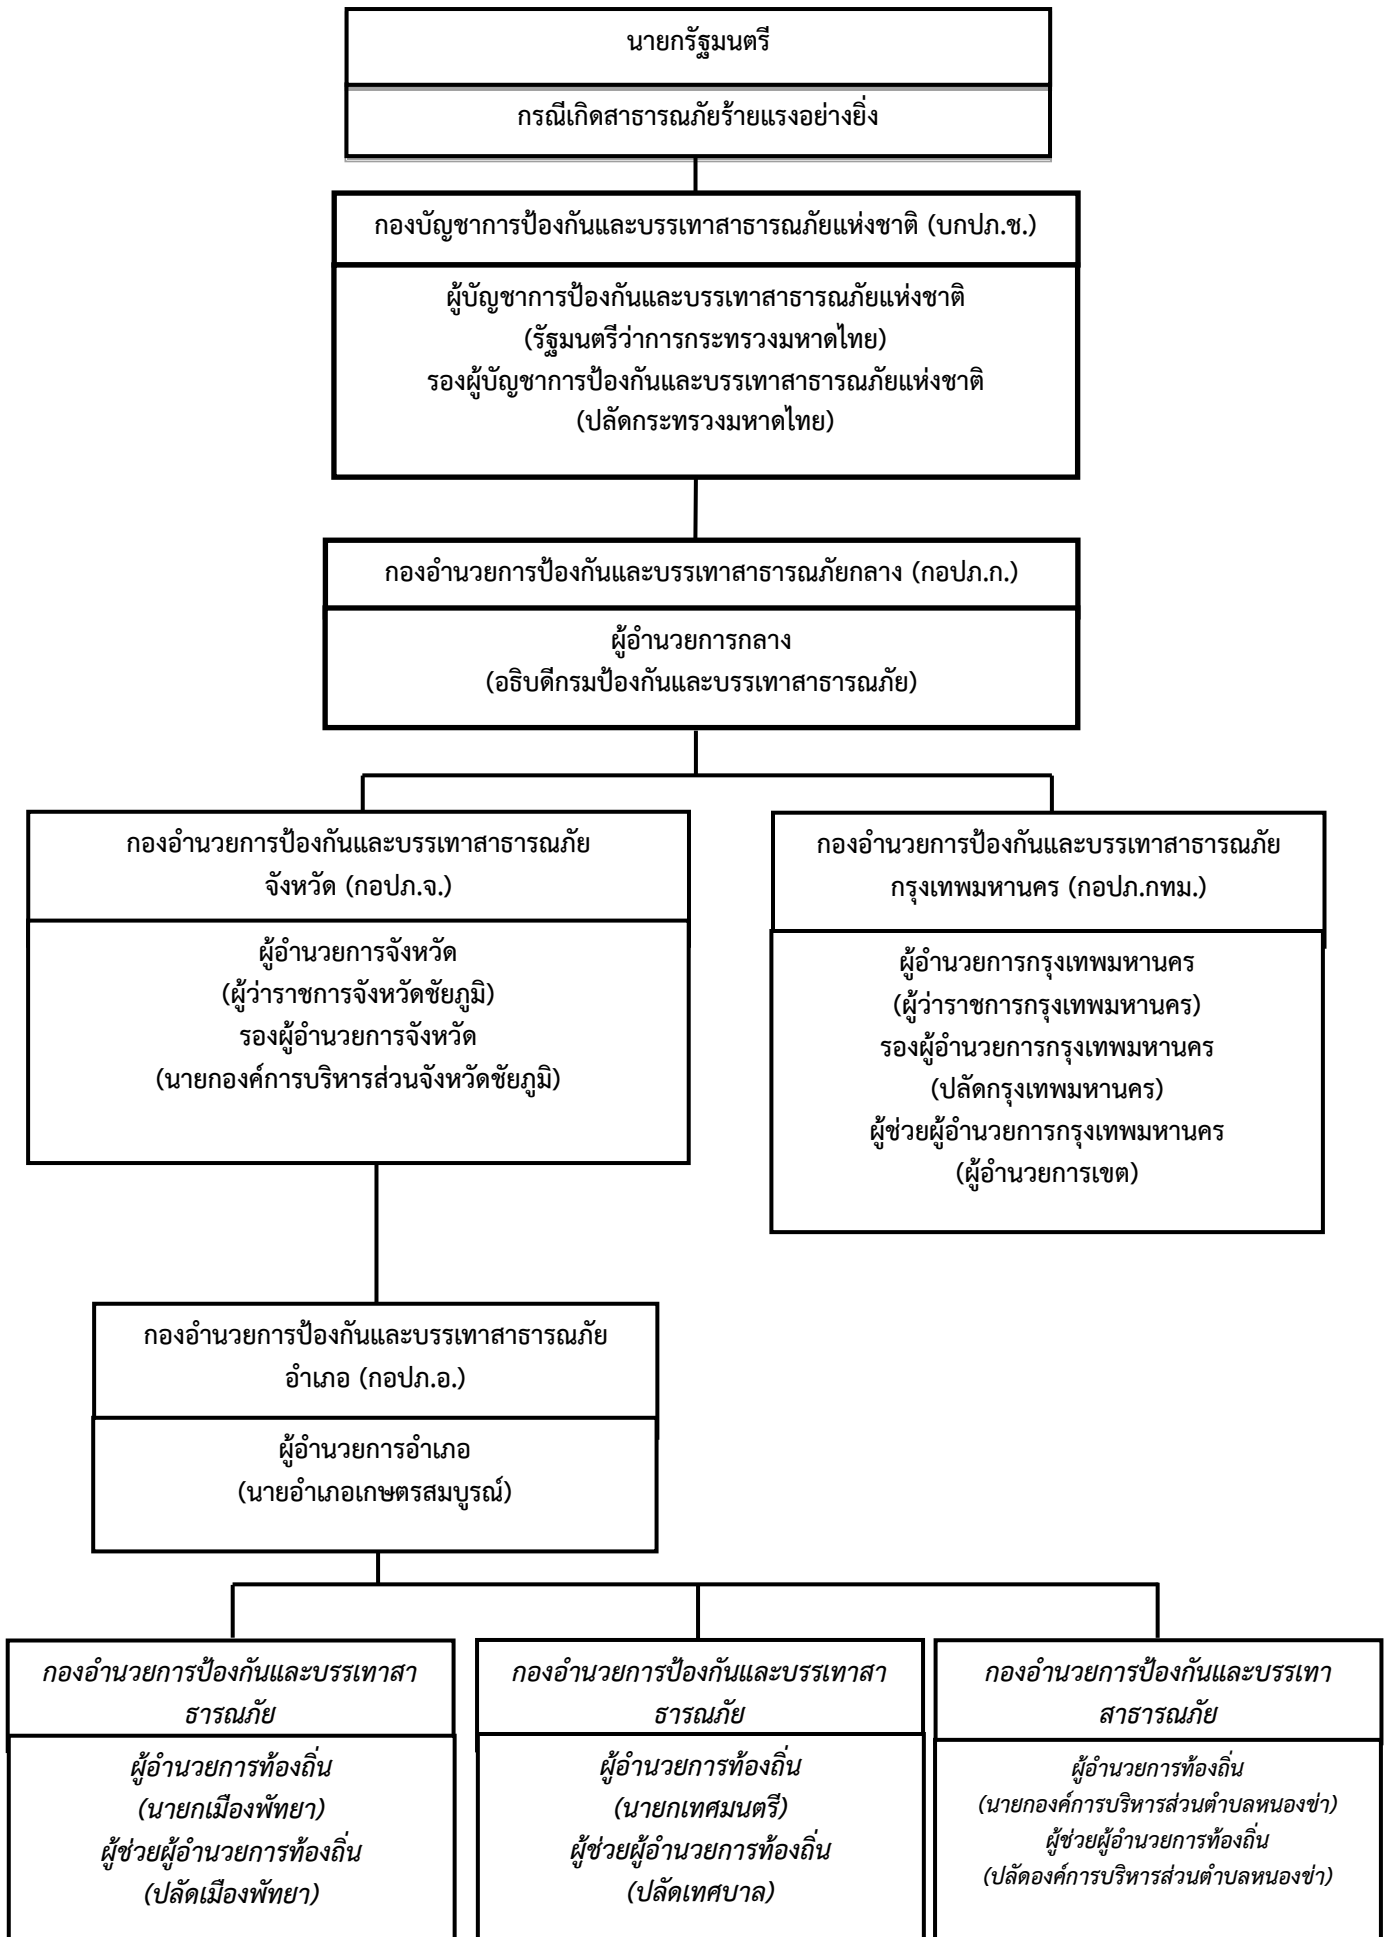 นายกรัฐมนตรี
กรณีเกิดสาธารณภัยร้ายแรงอย่างยิ่ง
กองบัญชาการป้องกันและบรรเทาสาธารณภัยแห่งชาติ (บกปภ.ช.)
ผู้บัญชาการป้องกันและบรรเทาสาธารณภัยแห่งชาติ
(รัฐมนตรีว่าการกระทรวงมหาดไทย)
รองผู้บัญชาการป้องกันและบรรเทาสาธารณภัยแห่งชาติ
(ปลัดกระทรวงมหาดไทย)
กองอำนวยการป้องกันและบรรเทาสาธารณภัยกลาง (กอปภ.ก.)
ผู้อำนวยการกลาง
(อธิบดีกรมป้องกันและบรรเทาสาธารณภัย)
กองอำนวยการป้องกันและบรรเทาสาธารณภัย
จังหวัด (กอปภ.จ.)
ผู้อำนวยการจังหวัด
(ผู้ว่าราชการจังหวัดชัยภูมิ)
รองผู้อำนวยการจังหวัด
(นายกองค์การบริหารส่วนจังหวัดชัยภูมิ)
กองอำนวยการป้องกันและบรรเทาสาธารณภัย
กรุงเทพมหานคร (กอปภ.กทม.)
ผู้อำนวยการกรุงเทพมหานคร
(ผู้ว่าราชการกรุงเทพมหานคร)
รองผู้อำนวยการกรุงเทพมหานคร
(ปลัดกรุงเทพมหานคร)
ผู้ช่วยผู้อำนวยการกรุงเทพมหานคร
(ผู้อำนวยการเขต)
กองอำนวยการป้องกันและบรรเทาสาธารณภัย
อำเภอ (กอปภ.อ.)
ผู้อำนวยการอำเภอ
(นายอำเภอเกษตรสมบูรณ์)
กองอำนวยการป้องกันและบรรเทาสา
ธารณภัย
ผู้อำนวยการท้องถิ่น
(นายกเมืองพัทยา)
ผู้ช่วยผู้อำนวยการท้องถิ่น
(ปลัดเมืองพัทยา)
กองอำนวยการป้องกันและบรรเทาสา
ธารณภัย
ผู้อำนวยการท้องถิ่น
(นายกเทศมนตรี)
ผู้ช่วยผู้อำนวยการท้องถิ่น
(ปลัดเทศบาล)
กองอำนวยการป้องกันและบรรเทา
สาธารณภัย
ผู้อำนวยการท้องถิ่น
(นายกองค์การบริหารส่วนตำบลหนองข่า)
ผู้ช่วยผู้อำนวยการท้องถิ่น
(ปลัดองค์การบริหารส่วนตำบลหนองข่า)